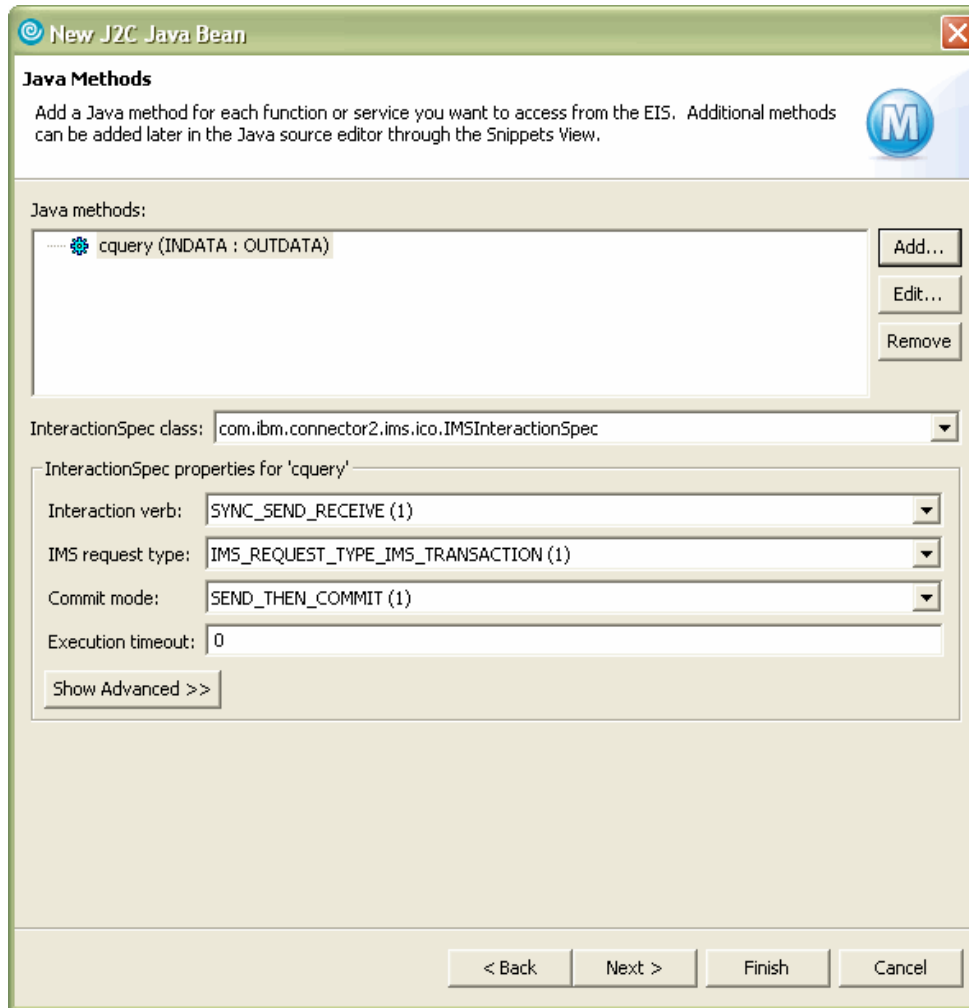 New J2C Java Bean
Java Methods
Add a Java method for each function or service you want to access from the EIS. Additional methods
can be added later in the Java source editor through the Snippets View.
M
Java methods:
cquery (INDATA : OUTDATA)
Add...
Edit...
Remove
InteractionSpec class: com.ibm.connector2.ims.ico.IMSInteractionSpec
InteractionSpec properties for 'cquery'
Interaction verb: SYNC_SEND_RECEIVE (1)
IMS request type: IMS_REQUEST_TYPE_IMS_TRANSACTION (1)
Commit mode: SEND_THEN_COMMIT (1)
Execution timeout: 0
Show Advanced >>
< Back Next > Finish Cancel